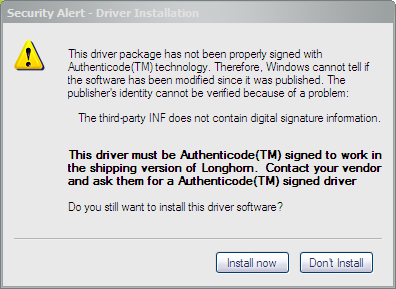 Security Alert - Driver Installation
This driver package has not been properly signed with
Authenticode(TM) technology. Therefore, Windows cannot tell if
the software has been modified since it was published. The
publisher's identity cannot be verified because of a problem:
The third-party INF does not contain digital signature information.
This driver must be Authenticode(TM) signed to work in
the shipping version of Longhorn. Contact your vendor
and ask them for a Authenticode(TM) signed driver
Do you still want to install this driver software?
Install now
Don't Install